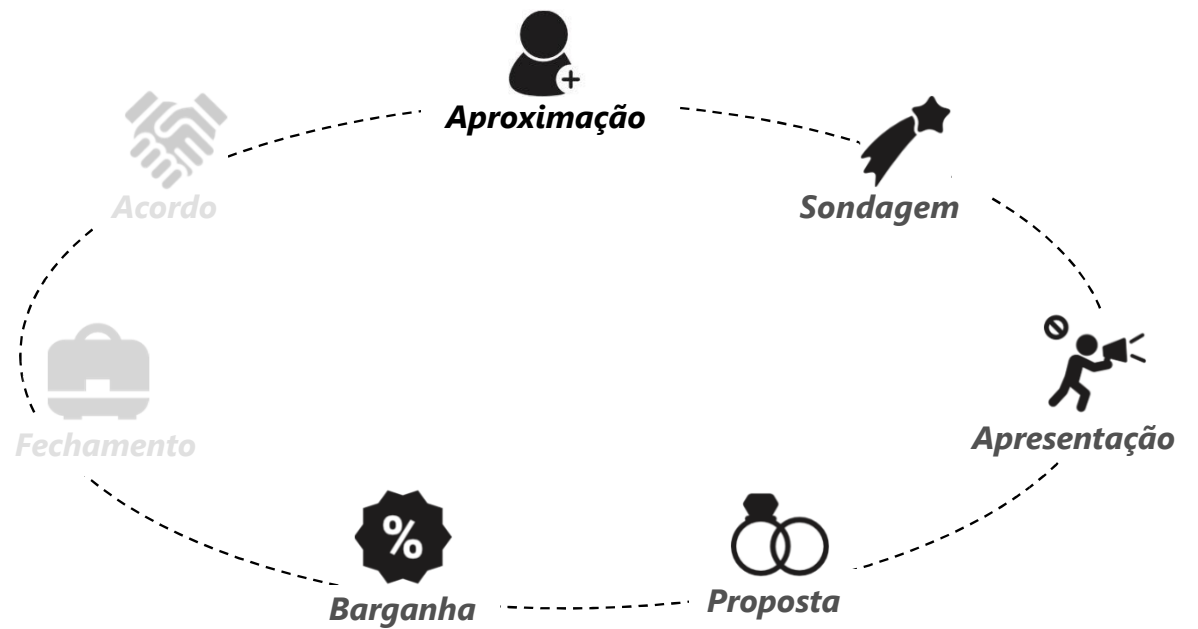 Aproximação
Acordo
Sondagem
Fechamento
Apresentação
%
Barganha
Proposta